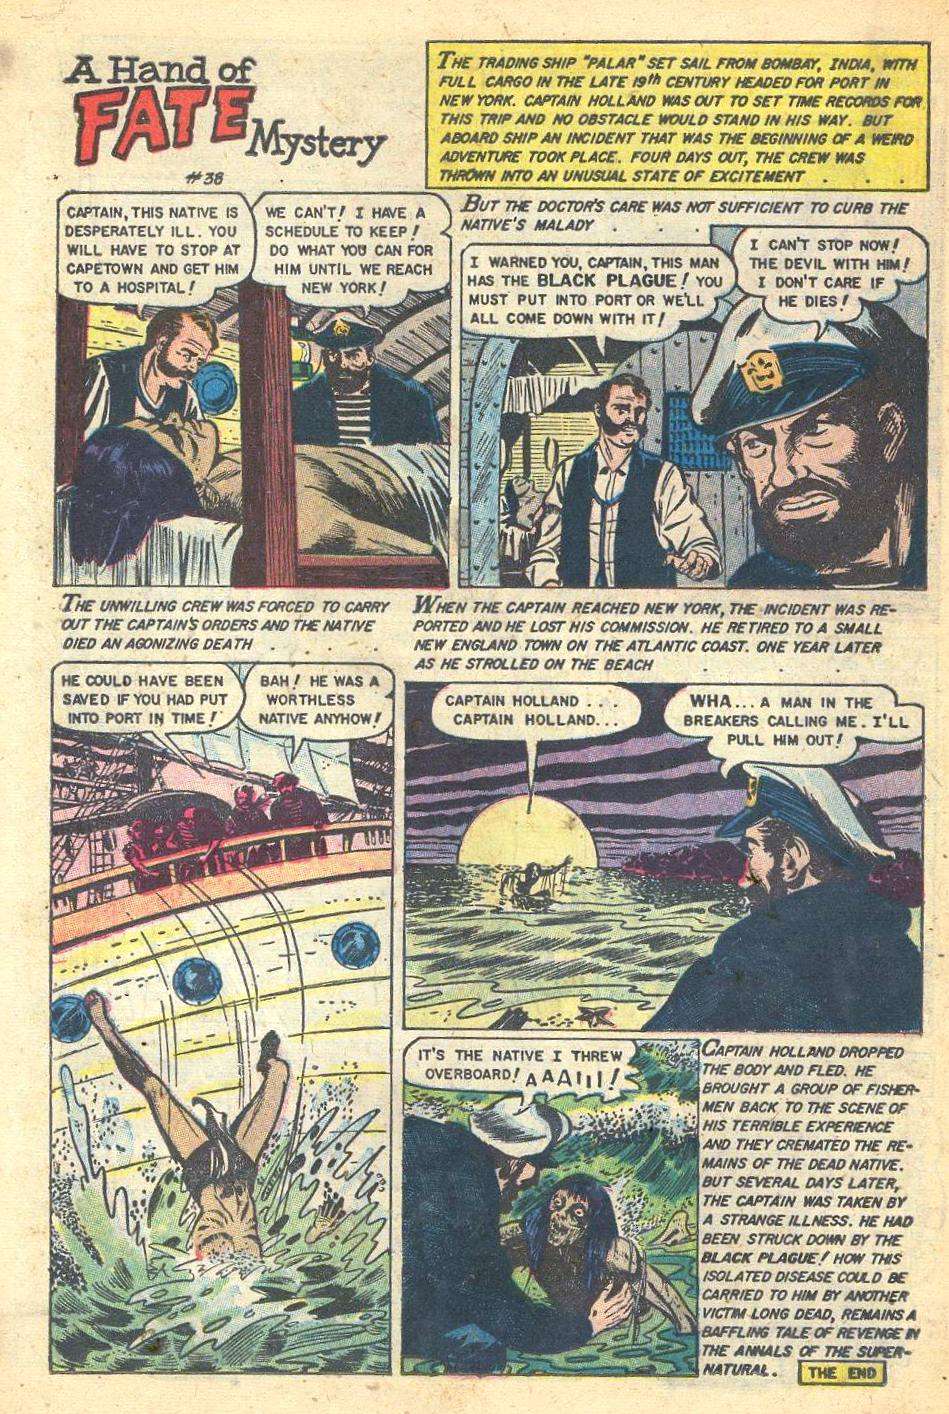 A Hand of
FATE
Mystery
#38
THE TRADING SHIP "PALAR" SET SAIL FROM BOMBAY, INDIA, WITH
FULL CARGO IN THE LATE 19th CENTURY HEADED FOR PORT IN
NEW YORK. CAPTAIN HOLLAND WAS OUT TO SET TIME RECORDS FOR
THIS TRIP AND NO OBSTACLE WOULD STAND IN HIS WAY. BUT
ABOARD SHIP AN INCIDENT THAT WAS THE BEGINNING OF A WEIRD
ADVENTURE TOOK PLACE. FOUR DAYS OUT, THE CREW WAS
THROWN INTO AN UNUSUAL STATE OF EXCITEMENT . . .
CAPTAIN, THIS NATIVE IS
DESPERATELY ILL. YOU
WILL HAVE TO STOP AT
CAPETOWN AND GET HIM
TO A HOSPITAL!
WE CAN'T! I HAVE A
SCHEDULE TO KEEP!
DO WHAT YOU CAN FOR
HIM UNTIL WE REACH
NEW YORK!
BUT THE DOCTOR'S CARE WAS NOT SUFFICIENT TO CURB THE
NATIVE'S MALADY . . .
I WARNED YOU, CAPTAIN, THIS MAN
HAS THE BLACK PLAGUE! YOU
MUST PUT INTO PORT OR WE'LL
ALL COME DOWN WITH IT!
I CAN'T STOP NOW!
THE DEVIL WITH HIM!
I DON'T CARE IF
HE DIES!
THE UNWILLING CREW WAS FORCED TO CARRY
OUT THE CAPTAIN'S ORDERS AND THE NATIVE
DIED AN AGONIZING DEATH . . .
HE COULD HAVE BEEN
SAVED IF YOU HAD PUT
INTO PORT IN TIME!
BAH! HE WAS A
WORTHLESS
NATIVE ANYHOW!
WHEN THE CAPTAIN REACHED NEW YORK, THE INCIDENT WAS RE-
PORTED AND HE LOST HIS COMMISSION. HE RETIRED TO A SMALL
NEW ENGLAND TOWN ON THE ATLANTIC COAST. ONE YEAR LATER
AS HE STROLLED ON THE BEACH . . .
CAPTAIN HOLLAND . . .
CAPTAIN HOLLAND...
WHA... A MAN IN THE
BREAKERS CALLING ME. I'LL
PULL HIM OUT!
IT'S THE NATIVE I THREW
OVERBOARD! AAAIII!
CAPTAIN HOLLAND DROPPED
THE BODY AND FLED. HE
BROUGHT A GROUP OF FISHER-
MEN BACK TO THE SCENE OF
HIS TERRIBLE EXPERIENCE
AND THEY CREMATED THE RE-
MAINS OF THE DEAD NATIVE.
BUT SEVERAL DAYS LATER,
THE CAPTAIN WAS TAKEN BY
A STRANGE ILLNESS. HE HAD
BEEN STRUCK DOWN BY THE
BLACK PLAGUE! HOW THIS
ISOLATED DISEASE COULD BE
CARRIED TO HIM BY ANOTHER
VICTIM LONG DEAD, REMAINS A
BAFFLING TALE OF REVENGE IN
THE ANNALS OF THE SUPER-
NATURAL.
THE END